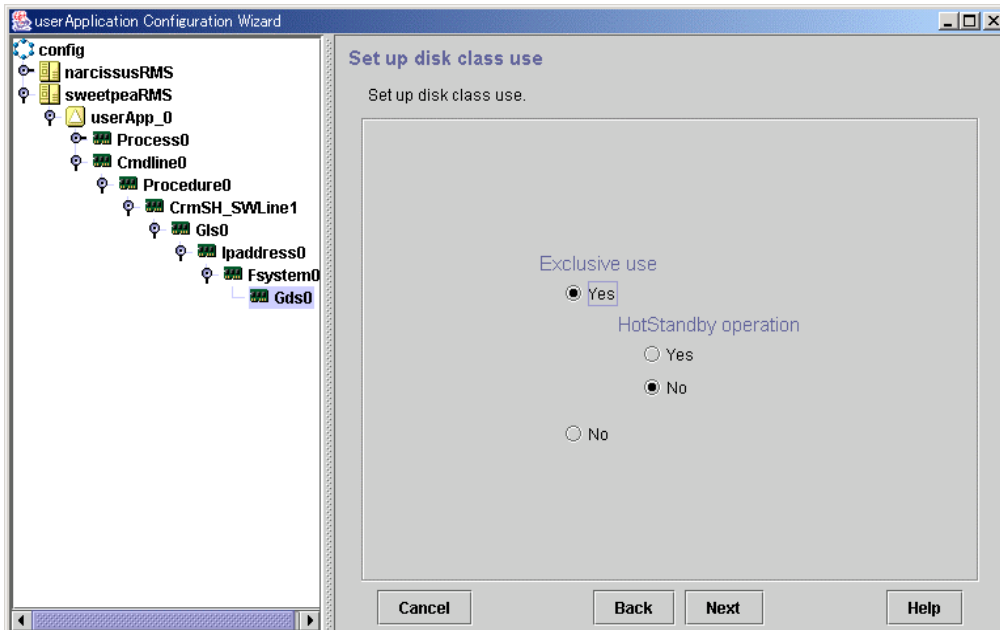 userApplication Configuration Wizard
config
narcissusRMS
sweetpeaRMS
userApp_0
Process0
Cmdline0
Procedure0
CrmSH_SWLine1
Gls0
Ipaddress0
Fsystem0
Gds0
Set up disk class use
Set up disk class use.
Exclusive use
Yes
HotStandby operation
Yes
No
No
Cancel
Back
Next
Help